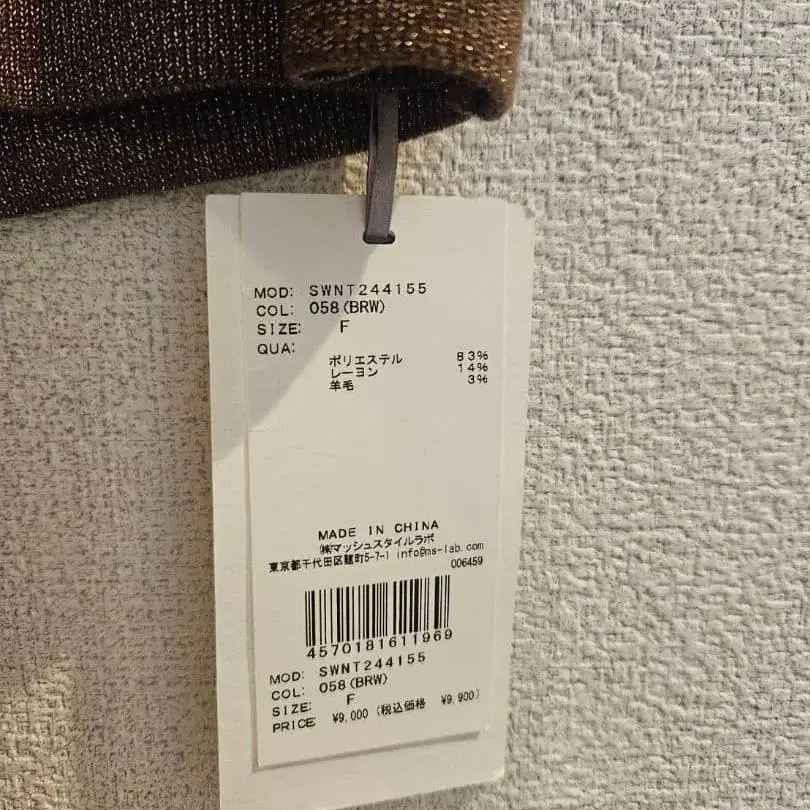 MOD: SWNT244155
COL: 058(BRW)
SIZE: F
QUA:
ポリエステル 83%
レーヨン 14%
羊毛 3%
MADE IN CHINA
㈱マッシュスタイルラボ
東京都千代田区麹町5-7-1 info@ms-lab.com
006459
4570181611969
MOD: SWNT244155
COL: 058(BRW)
SIZE: F
PRICE: ¥9,000 (税込価格 ¥9,900)